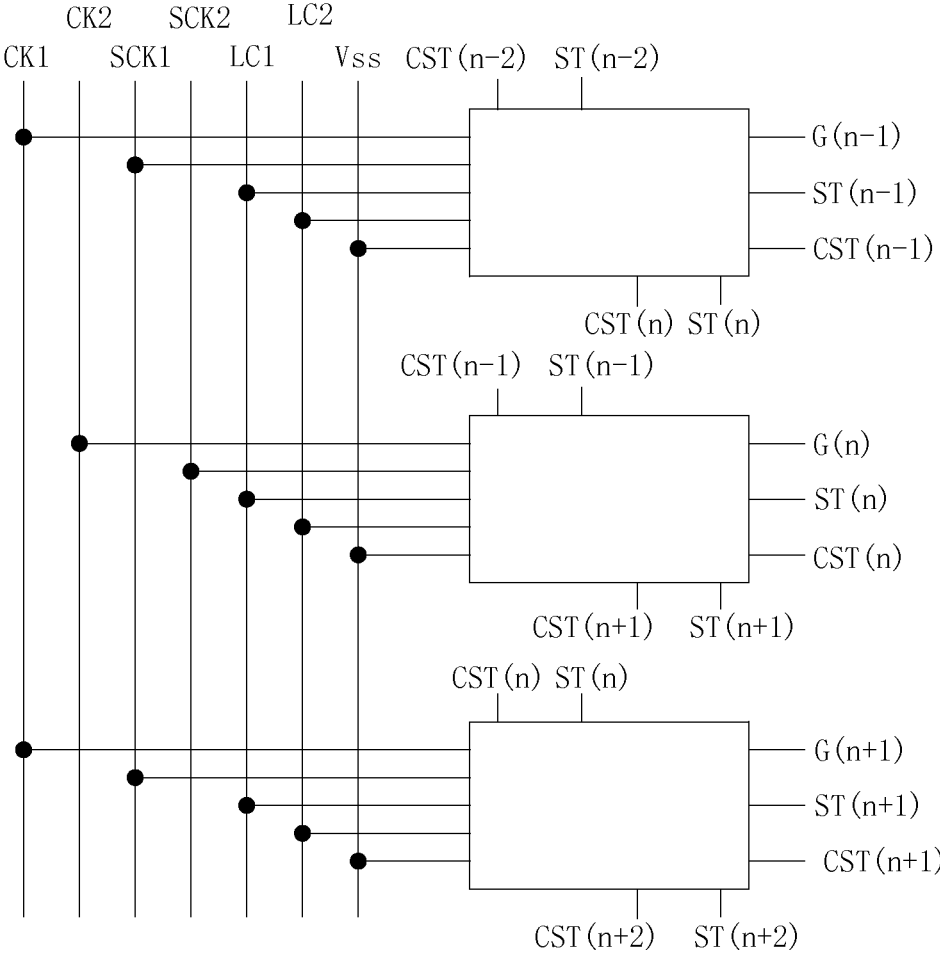 CK2 SCK2 LC2
CK1 SCK1 LC1 Vss CST(n-2) ST(n-2)
G(n-1)
ST(n-1)
CST(n-1)
CST(n) ST(n)
CST(n-1) ST(n-1)
G(n)
ST(n)
CST(n)
CST(n+1) ST(n+1)
CST(n) ST(n)
G(n+1)
ST(n+1)
CST(n+1)
CST(n+2) ST(n+2)